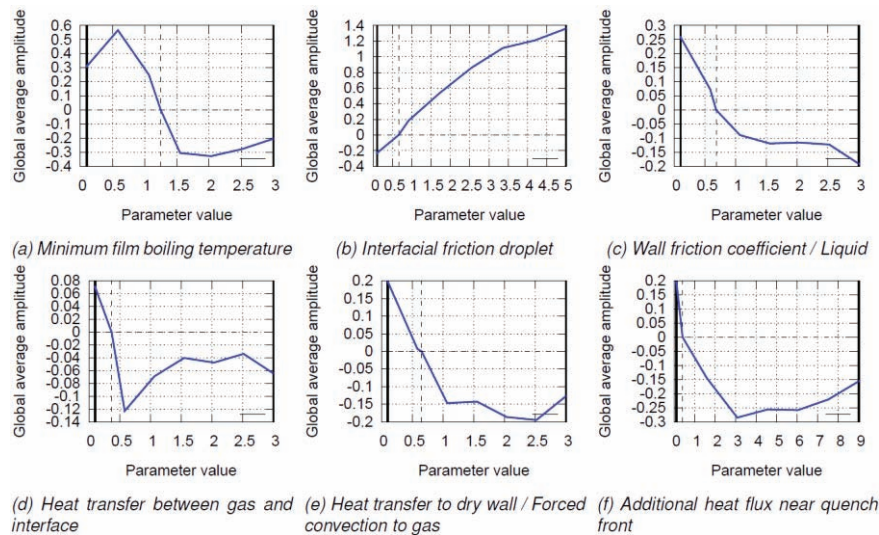 Global average amplitude
0.6
0.5
0.4
0.3
0.2
0.1
0
-0.1
-0.2
-0.3
-0.4
0 0.5 1 1.5 2 2.5 3
Parameter value
(a) Minimum film boiling temperature
Global average amplitude
1.4
1.2
1
0.8
0.6
0.4
0.2
0
-0.2
-0.4
0 0.5 1 1.5 2 2.5 3 3.5 4 4.5 5
Parameter value
(b) Interfacial friction droplet
Global average amplitude
0.3
0.25
0.2
0.15
0.1
0.05
0
-0.05
-0.1
-0.15
-0.2
0 0.5 1 1.5 2 2.5 3
Parameter value
(c) Wall friction coefficient / Liquid
Global average amplitude
0.08
0.06
0.04
0.02
0
-0.02
-0.04
-0.06
-0.08
-0.1
-0.12
-0.14
0 0.5 1 1.5 2 2.5 3
Parameter value
(d) Heat transfer between gas and
interface
Global average amplitude
0.2
0.15
0.1
0.05
0
-0.05
-0.1
-0.15
-0.2
0 0.5 1 1.5 2 2.5 3
Parameter value
(e) Heat transfer to dry wall / Forced
convection to gas
Global average amplitude
0.2
0.15
0.1
0.05
0
-0.05
-0.1
-0.15
-0.2
-0.25
-0.3
0 1 2 3 4 5 6 7 8 9
Parameter value
(f) Additional heat flux near quench
front